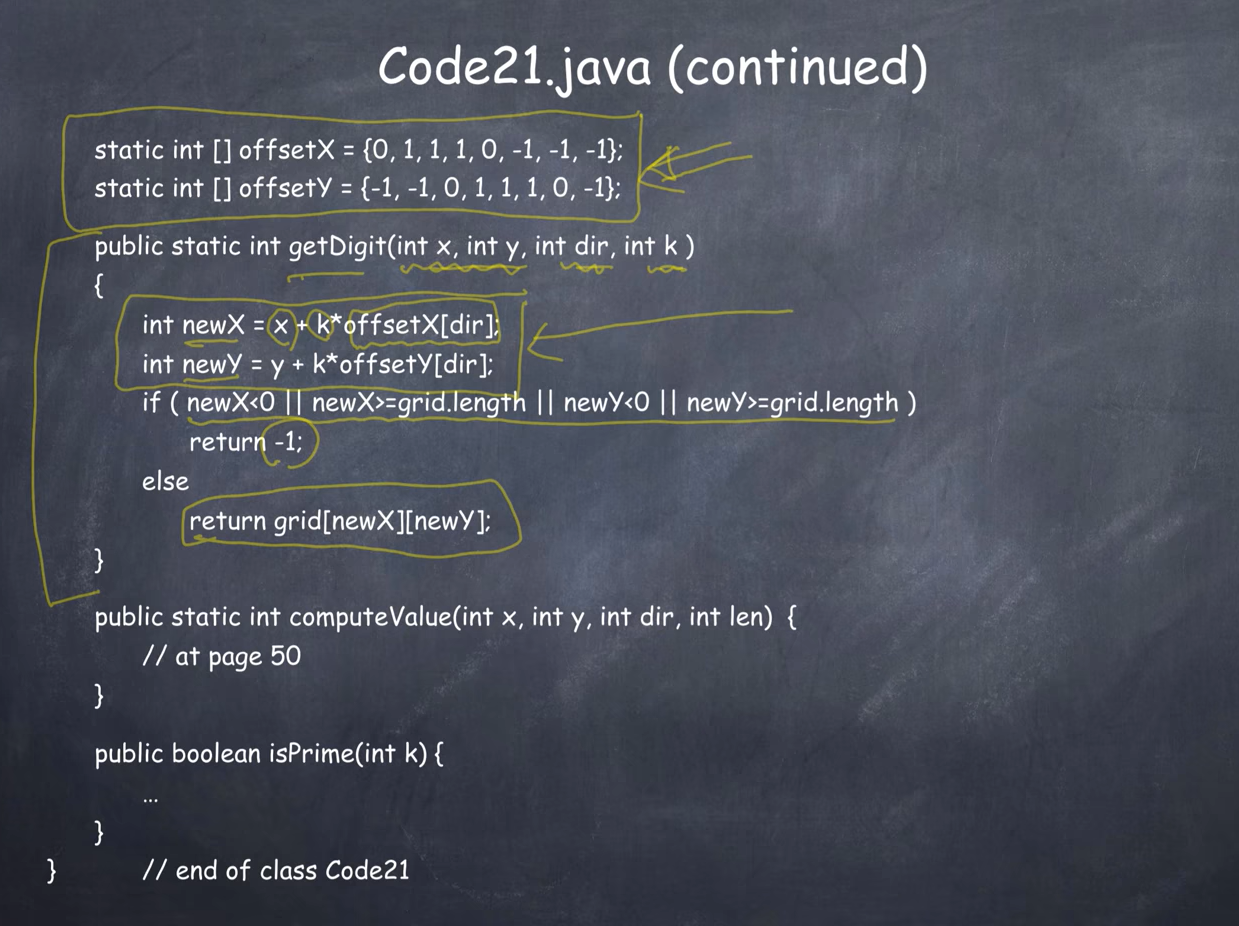 Code21.java (continued)
static int [] offsetX = {0, 1, 1, 1, 0, -1, -1, -1};
static int [] offsetY = {-1, -1, 0, 1, 1, 1, 0, -1};
public static int getDigit(int x, int y, int dir, int k )
{
int newX = x + k*offsetX[dir];
int newY = y + k*offsetY[dir];
if ( newX<0 || newX>=grid.length || newY<0 || newY>=grid.length )
return -1;
else
return grid[newX][newY];
}
public static int computeValue(int x, int y, int dir, int len) {
// at page 50
}
public boolean isPrime(int k) {
...
}
} // end of class Code21